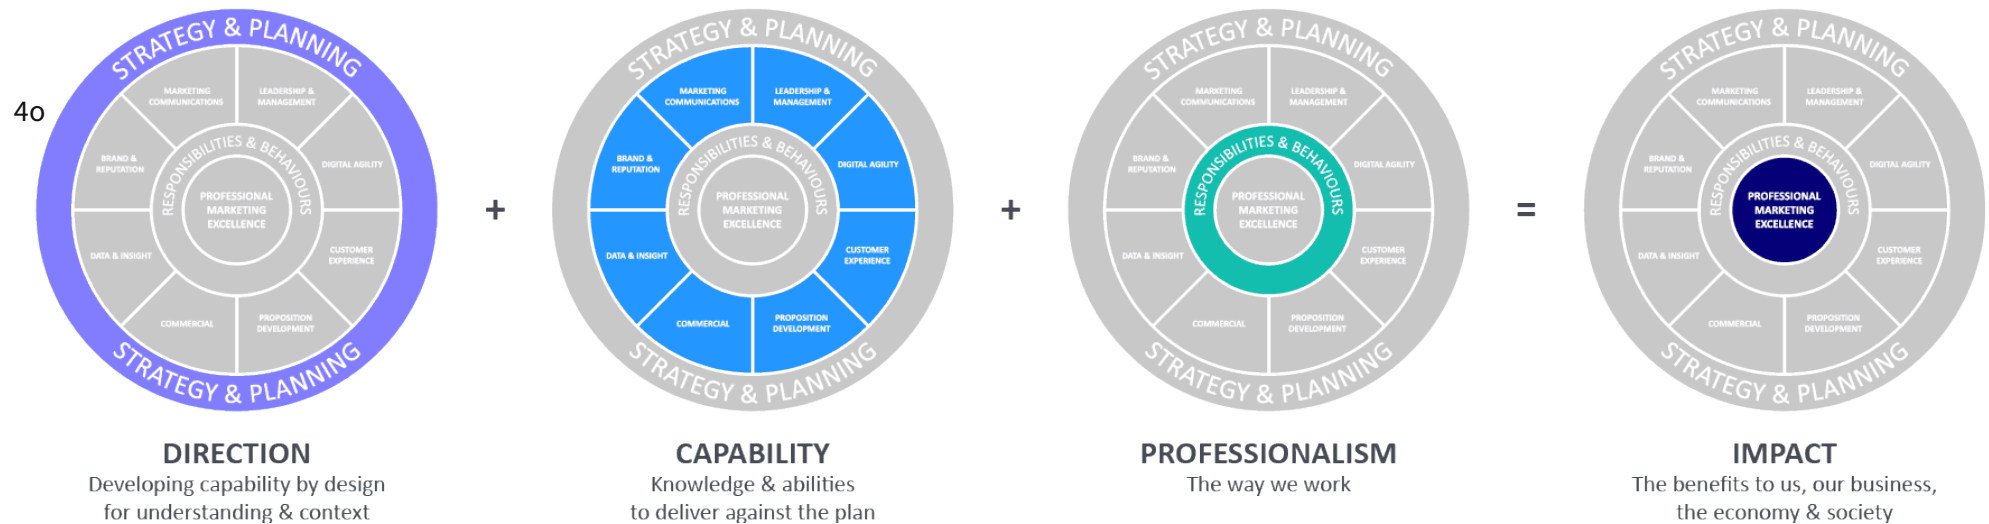 4o
STRATEGY & PLANNING
MARKETING
COMMUNICATIONS
LEADERSHIP &
MANAGEMENT
BRAND &
REPUTATION
DIGITAL AGILITY
RESPONSIBILITIES & BEHAVIOURS
PROFESSIONAL
MARKETING
EXCELLENCE
DATA & INSIGHT
CUSTOMER
EXPERIENCE
COMMERCIAL
PROPOSITION
DEVELOPMENT
STRATEGY & PLANNING
DIRECTION
Developing capability by design
for understanding & context
+
STRATEGY & PLANNING
MARKETING
COMMUNICATIONS
LEADERSHIP &
MANAGEMENT
BRAND &
REPUTATION
DIGITAL AGILITY
RESPONSIBILITIES & BEHAVIOURS
PROFESSIONAL
MARKETING
EXCELLENCE
DATA & INSIGHT
CUSTOMER
EXPERIENCE
COMMERCIAL
PROPOSITION
DEVELOPMENT
STRATEGY & PLANNING
CAPABILITY
Knowledge & abilities
to deliver against the plan
+
STRATEGY & PLANNING
MARKETING
COMMUNICATIONS
LEADERSHIP &
MANAGEMENT
BRAND &
REPUTATION
DIGITAL AGILITY
RESPONSIBILITIES & BEHAVIOURS
PROFESSIONAL
MARKETING
EXCELLENCE
DATA & INSIGHT
CUSTOMER
EXPERIENCE
COMMERCIAL
PROPOSITION
DEVELOPMENT
STRATEGY & PLANNING
PROFESSIONALISM
The way we work
=
STRATEGY & PLANNING
MARKETING
COMMUNICATIONS
LEADERSHIP &
MANAGEMENT
BRAND &
REPUTATION
DIGITAL AGILITY
RESPONSIBILITIES & BEHAVIOURS
PROFESSIONAL
MARKETING
EXCELLENCE
DATA & INSIGHT
CUSTOMER
EXPERIENCE
COMMERCIAL
PROPOSITION
DEVELOPMENT
STRATEGY & PLANNING
IMPACT
The benefits to us, our business,
the economy & society